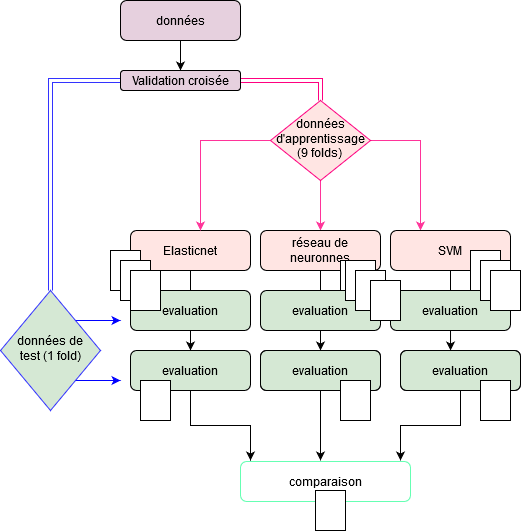 données
Validation croisée
données
d'apprentissage
(9 folds)
Elasticnet
réseau de
neuronnes
SVM
données de
test (1 fold)
evaluation
evaluation
evaluation
evaluation
evaluation
evaluation
comparaison